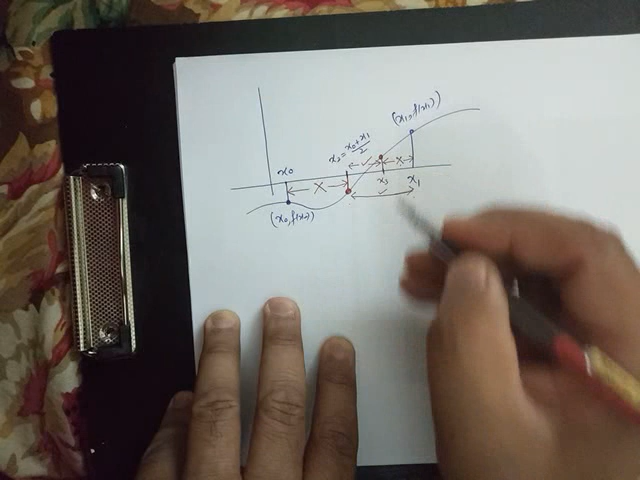 (x₁, f(x₁))
x₂ = x₀+x₁/2
x₀
✓
X
X
x₃
x₁
✓
(x₀, f(x₀))